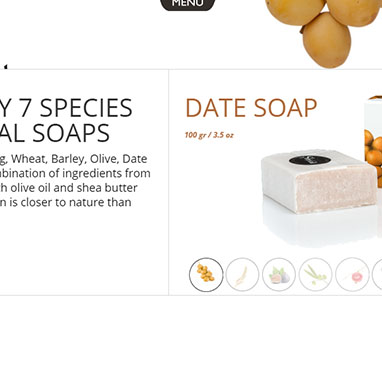 MENU
Y 7 SPECIES
AL SOAPS
g, Wheat, Barley, Olive, Date
bination of ingredients from
h olive oil and shea butter
n is closer to nature than
DATE SOAP
100 gr / 3.5 oz